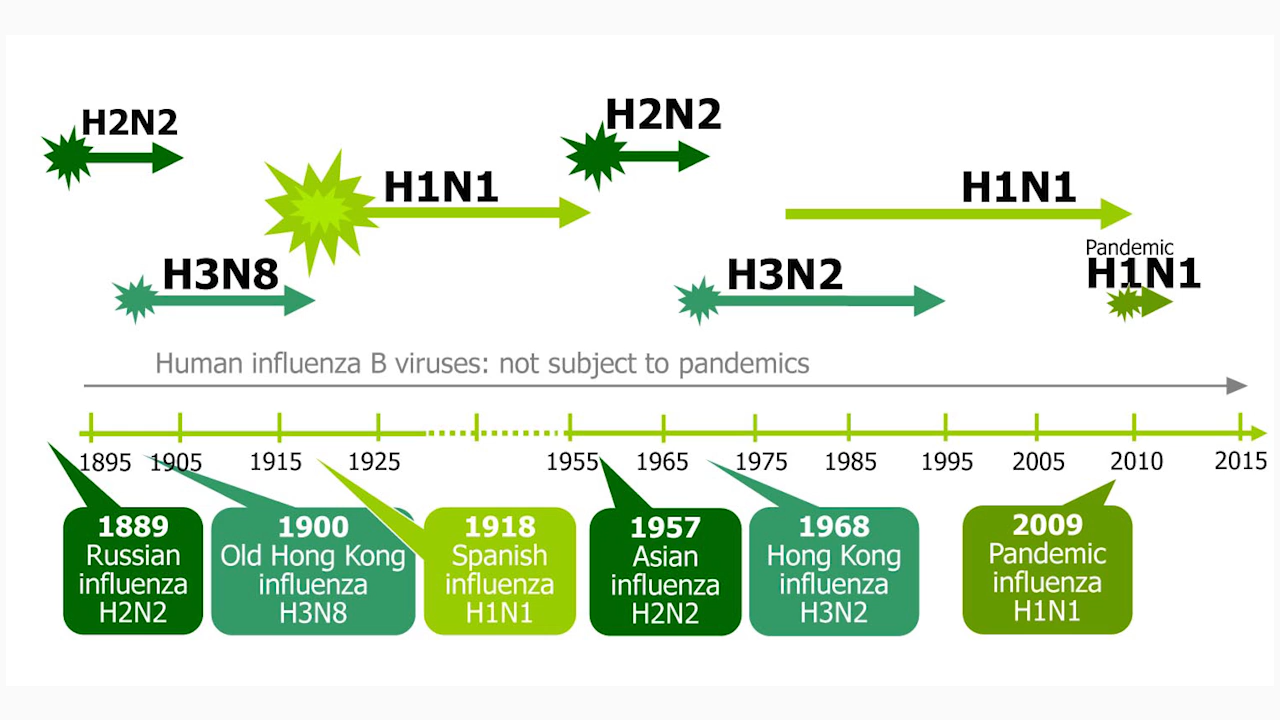 H2N2
H2N2
H1N1
H1N1
Pandemic
H3N8
H3N2
H1N1
Human influenza B viruses: not subject to pandemics
1895 1905 1915 1925 1955 1965 1975 1985 1995 2005 2010 2015
1889
Russian
influenza
H2N2
1900
Old Hong Kong
influenza
H3N8
1918
Spanish
influenza
H1N1
1957
Asian
influenza
H2N2
1968
Hong Kong
influenza
H3N2
2009
Pandemic
influenza
H1N1